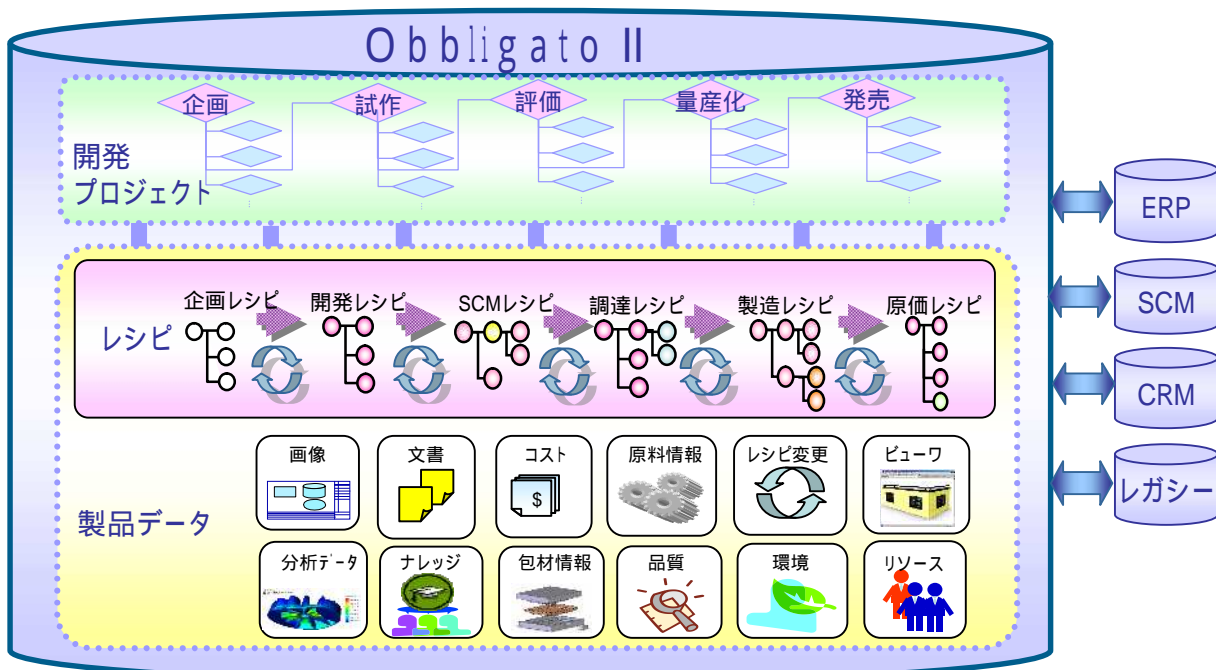 Obbligato II
企画
試作
評価
量産化
発売
開発
プロジェクト
企画レシピ
開発レシピ
SCMレシピ
調達レシピ
製造レシピ
原価レシピ
レシピ
画像
文書
コスト
原料情報
レシピ変更
ビューワ
$
製品データ
分析データ
ナレッジ
包材情報
品質
環境
リソース
ERP
SCM
CRM
レガシー